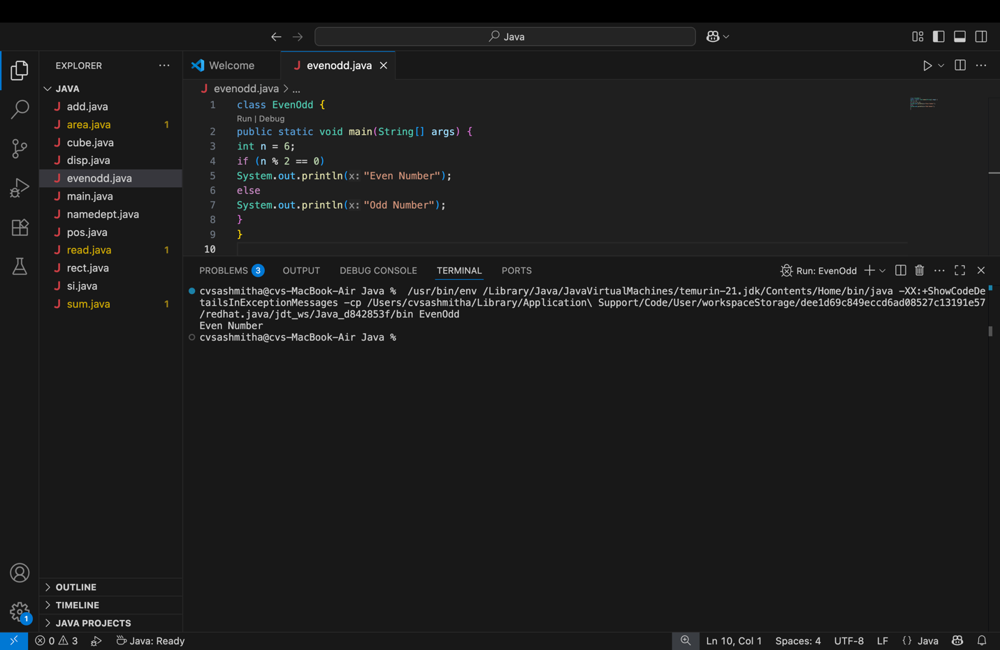 Java
EXPLORER
JAVA
add.java
area.java 1
cube.java
disp.java
evenodd.java
main.java
namedept.java
pos.java
read.java 1
rect.java
si.java
sum.java 1
OUTLINE
TIMELINE
JAVA PROJECTS
1
Welcome
evenodd.java
evenodd.java > ...
1 class EvenOdd {
Run | Debug
2 public static void main(String[] args) {
3 int n = 6;
4 if (n % 2 == 0)
5 System.out.println(x: "Even Number");
6 else
7 System.out.println(x: "Odd Number");
8 }
9 }
10
PROBLEMS 3 OUTPUT DEBUG CONSOLE TERMINAL PORTS
Run: EvenOdd
cvsashmitha@cvs-MacBook-Air Java % /usr/bin/env /Library/Java/JavaVirtualMachines/temurin-21.jdk/Contents/Home/bin/java -XX:+ShowCodeDe
tailsInExceptionMessages -cp /Users/cvsashmitha/Library/Application\ Support/Code/User/workspaceStorage/dee1d69c849eccd6ad08527c13191e57
/redhat.java/jdt_ws/Java_d842853f/bin EvenOdd
Even Number
cvsashmitha@cvs-MacBook-Air Java %
0 3 Java: Ready Ln 10, Col 1 Spaces: 4 UTF-8 LF {} Java